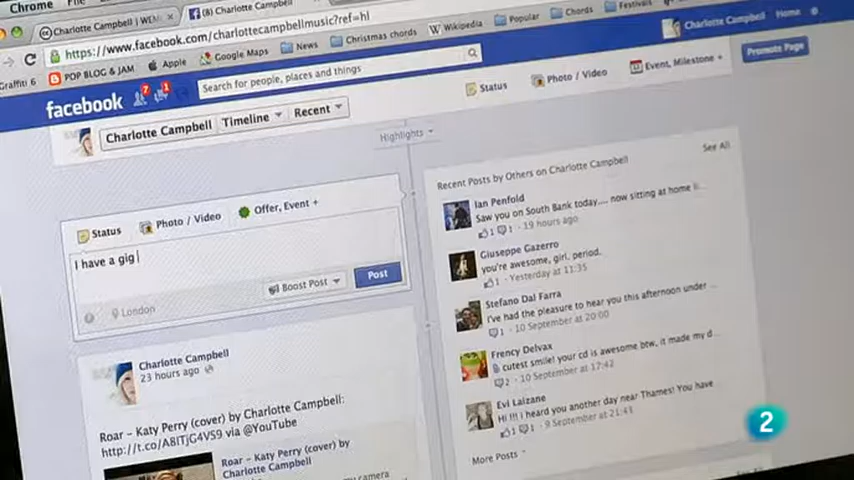 Chrome File
Charlotte Campbell | WEM
(8) Charlotte Campbell
https://www.facebook.com/charlottecampbellmusic?ref=hl
Graffiti 6
POP BLOG & JAM
Apple
Google Maps
News
Christmas chords
Wikipedia
Popular
Chords
Festivals
facebook
7
1
Search for people, places and things
Charlotte Campbell
Home
Charlotte Campbell
Timeline
Recent
Status
Photo / Video
Event, Milestone +
Promote Page
Highlights
Status
Photo / Video
Offer, Event +
I have a gig
London
Boost Post
Post
Charlotte Campbell
23 hours ago
Roar – Katy Perry (cover) by Charlotte Campbell:
via @YouTube
Roar – Katy Perry (cover) by
Charlotte Campbell
my camera
Recent Posts by Others on Charlotte Campbell
See All
Ian Penfold
Saw you on South Bank today.... now sitting at home
1 1 · 19 hours ago
Giuseppe Gazerro
you're awesome, girl. period.
1 · Yesterday at 11:35
Stefano Dal Farra
I've had the pleasure to hear you this afternoon under ...
1 · 10 September at 20:00
Frency Delvax
cutest smile! your cd is awesome btw, it made my d...
2 · 10 September at 17:42
Evi Laizane
Hi !!! I heard you another day near Thames! You have
1 1 · 9 September at 21:43
More Posts
2